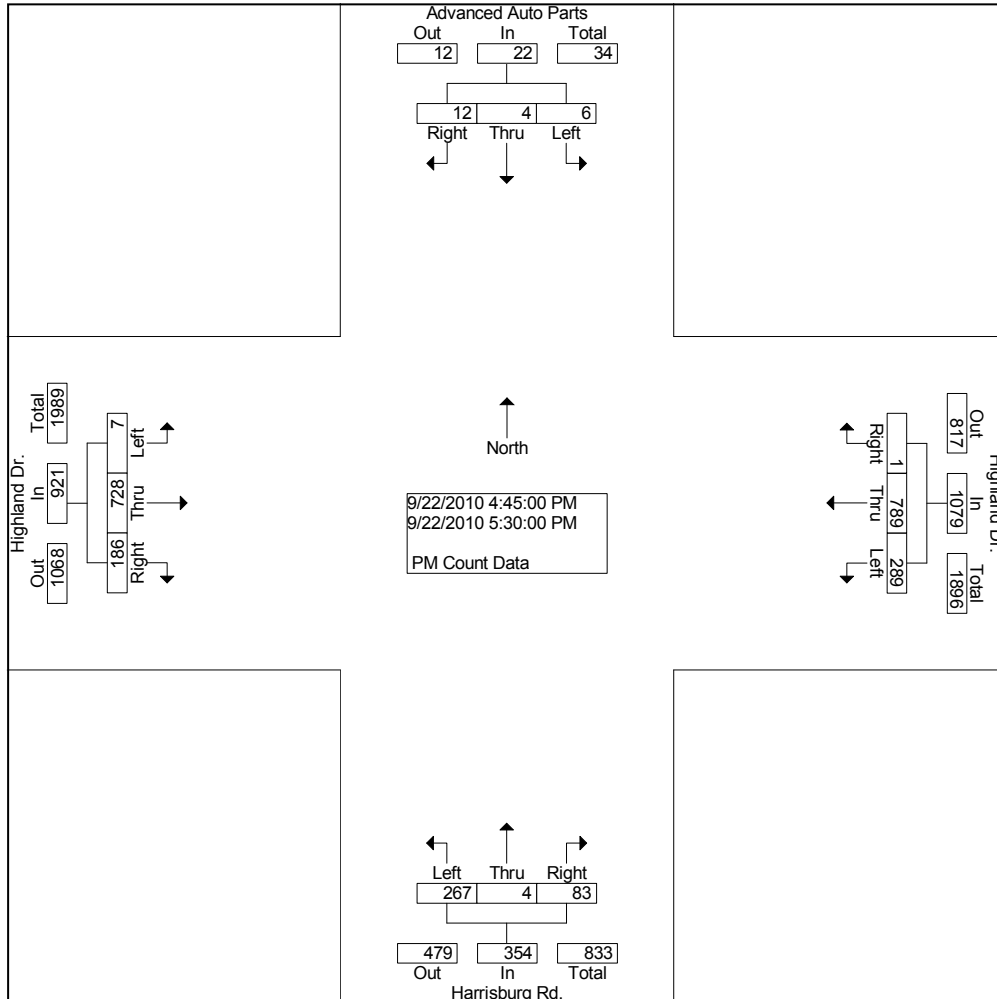 Advanced Auto Parts
Out In Total
12 22 34
12 4 6
Right Thru Left
Highland Dr.
Total In Out
1989 921 1068
7 728 186
Left Thru Right
North
9/22/2010 4:45:00 PM
9/22/2010 5:30:00 PM
PM Count Data
Right Thru Left
1 789 289
Out In Total
817 1079 1896
Highland Dr.
Left Thru Right
267 4 83
479 354 833
Out In Total
Harrisburg Rd.